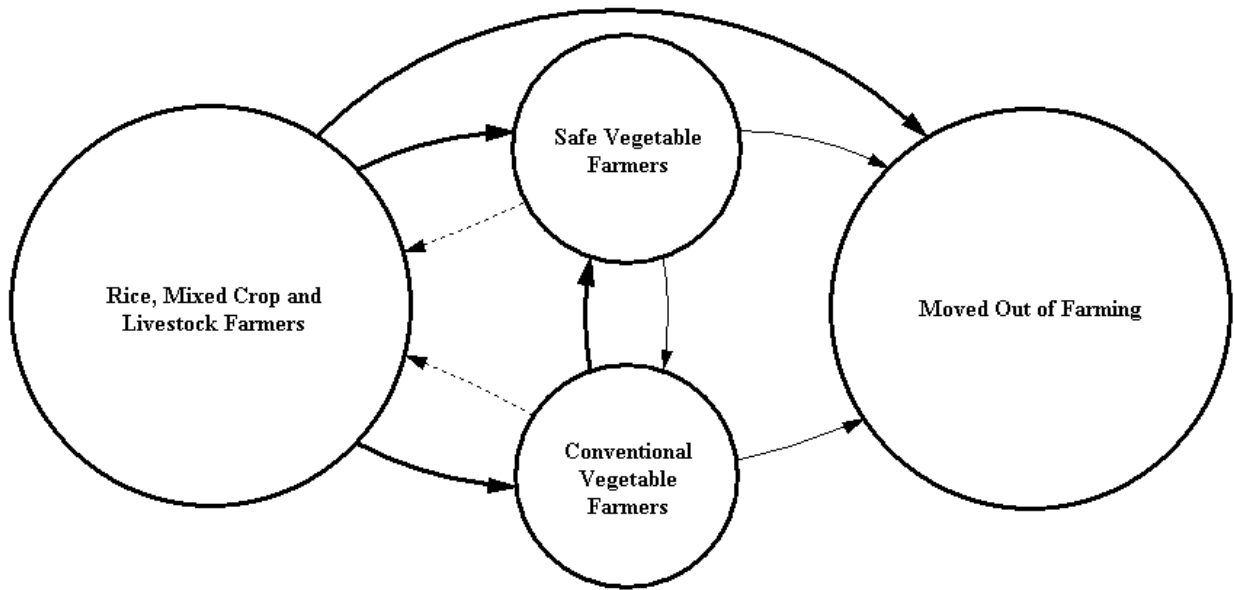 Safe Vegetable
Farmers
Rice, Mixed Crop and
Livestock Farmers
Moved Out of Farming
Conventional
Vegetable
Farmers